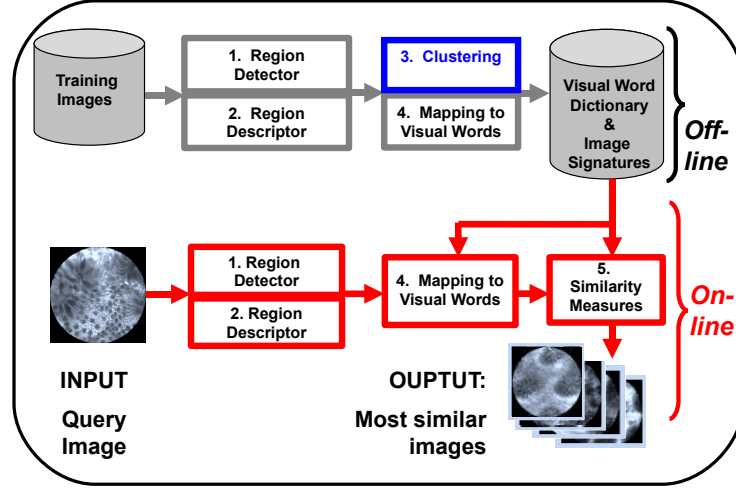 Training
Images
1. Region
Detector
2. Region
Descriptor
3. Clustering
4. Mapping to
Visual Words
Visual Word
Dictionary
&
Image
Signatures
Off-
line
1. Region
Detector
2. Region
Descriptor
4. Mapping to
Visual Words
5.
Similarity
Measures
On-
line
INPUT
Query
Image
OUPTUT:
Most similar
images